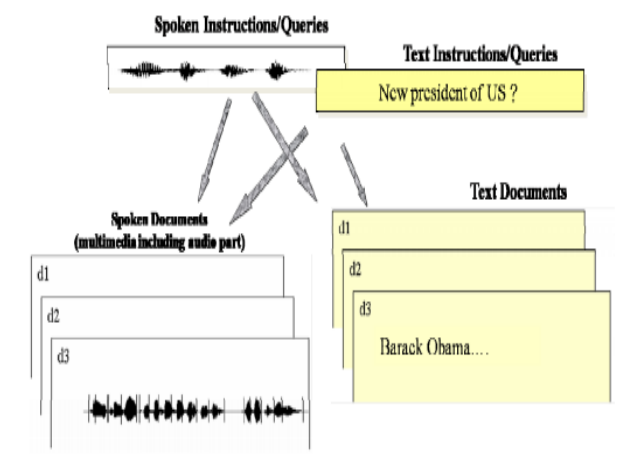 Spoken Instructions/Queries
Text Instructions/Queries
New president of US ?
Spoken Documents
(multimedia including audio part)
d1
d2
d3
Text Documents
d1
d2
d3
Barack Obama....